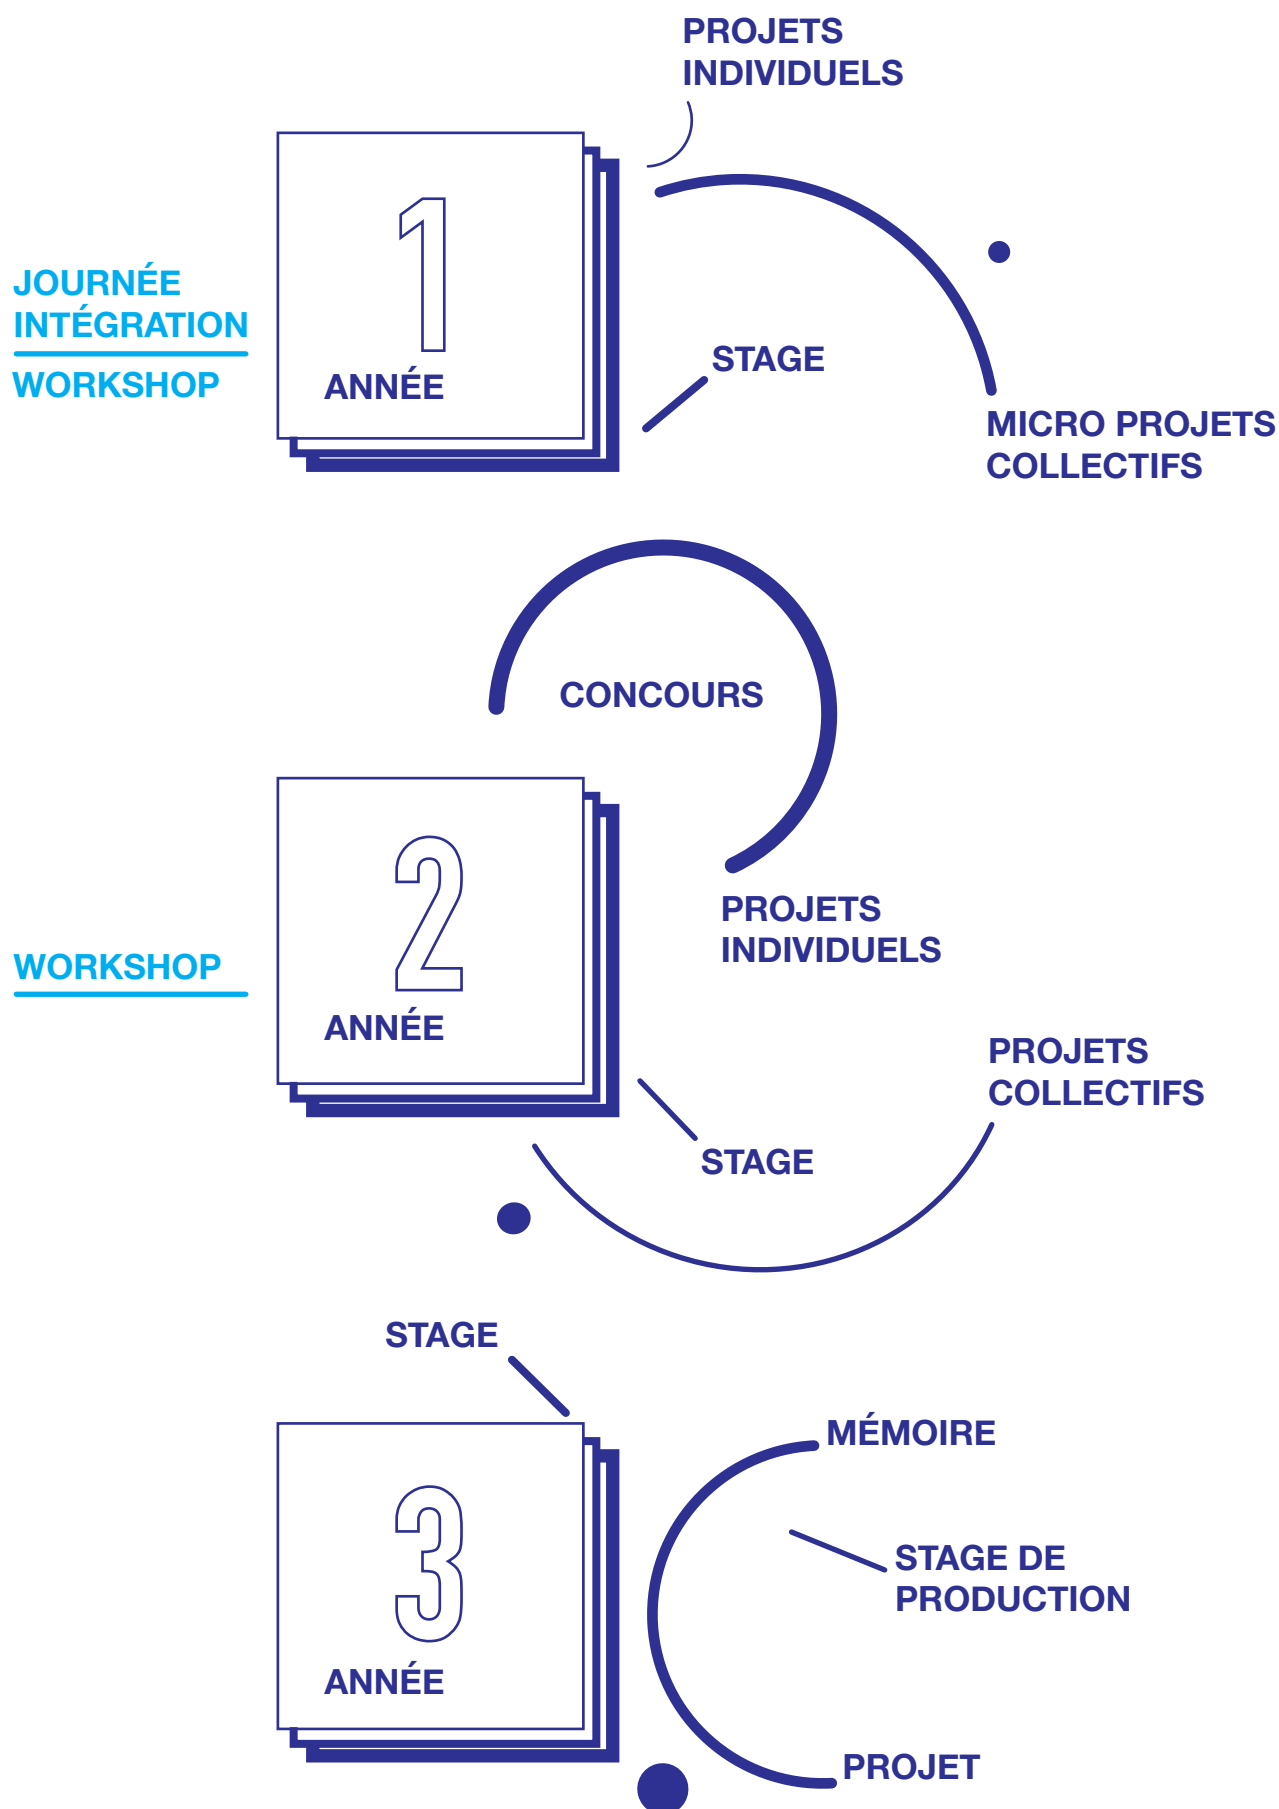 PROJETS
INDIVIDUELS
1
ANNÉE
JOURNÉE
INTÉGRATION
WORKSHOP
STAGE
MICRO PROJETS
COLLECTIFS
CONCOURS
2
ANNÉE
WORKSHOP
PROJETS
INDIVIDUELS
PROJETS
COLLECTIFS
STAGE
STAGE
3
ANNÉE
MÉMOIRE
STAGE DE
PRODUCTION
PROJET